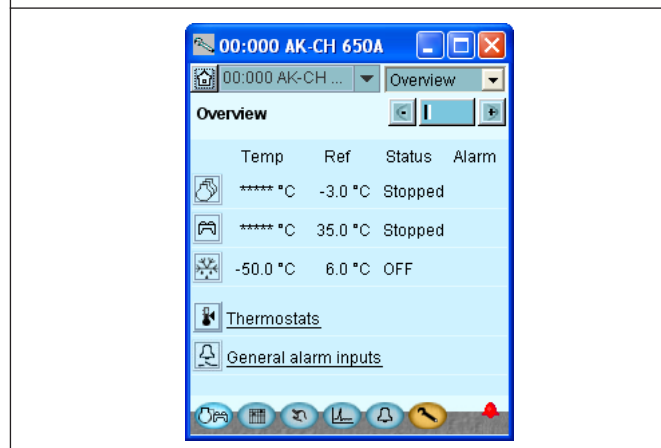 00:000 AK-CH 650A
00:000 AK-CH ... Overview
Overview
Temp Ref Status Alarm
***** °C -3.0 °C Stopped
***** °C 35.0 °C Stopped
-50.0 °C 6.0 °C OFF
Thermostats
General alarm inputs